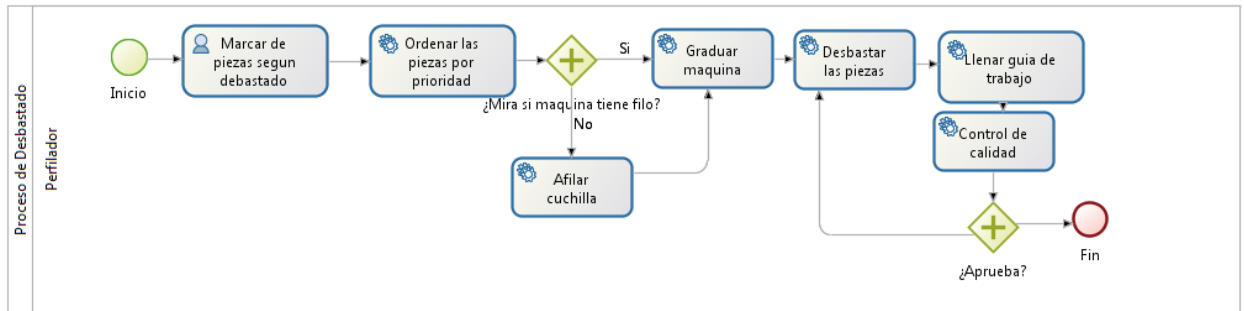 Proceso de Desbastado
Perfilador
Inicio
Marcar de
piezas segun
debastado
Ordenar las
piezas por
prioridad
¿Mira si maquina tiene filo?
Si
No
Afilar
cuchilla
Graduar
maquina
Desbastar
las piezas
Llenar guia de
trabajo
Control de
calidad
¿Aprueba?
Fin